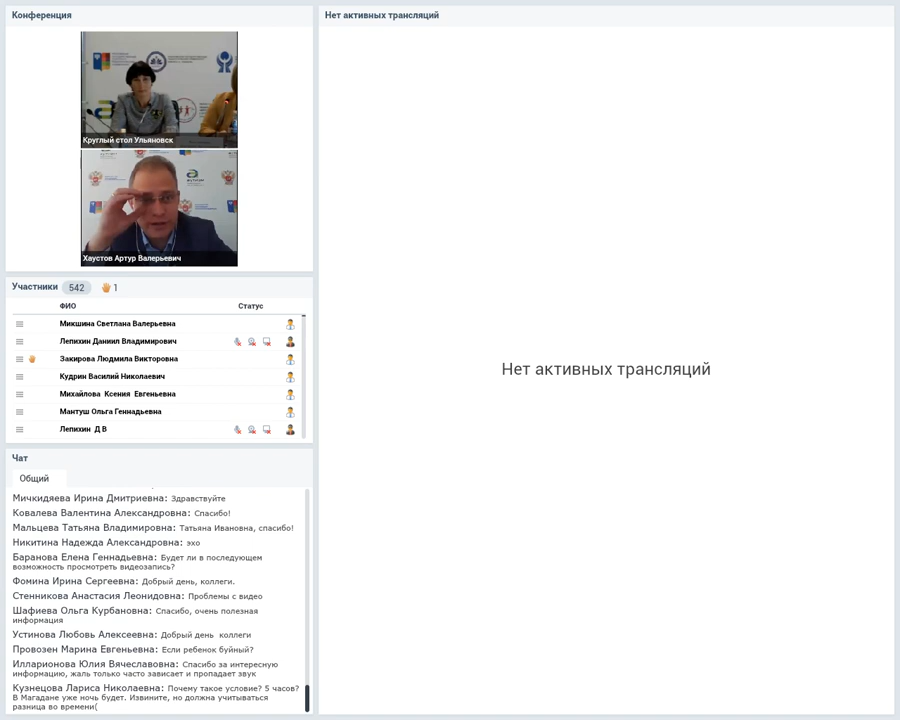 Конференция
Нет активных трансляций
Круглый стол Ульяновск
Хаустов Артур Валерьевич
Участники 542 1
ФИО Статус
Микшина Светлана Валерьевна
Лепихин Даниил Владимирович
Закирова Людмила Викторовна
Кудрин Василий Николаевич
Михайлова Ксения Евгеньевна
Мантуш Ольга Геннадьевна
Лепихин Д В
Нет активных трансляций
Чат
Общий
Мичкидяева Ирина Дмитриевна: Здравствуйте
Ковалева Валентина Александровна: Спасибо!
Мальцева Татьяна Владимировна: Татьяна Ивановна, спасибо!
Никитина Надежда Александровна: эхо
Баранова Елена Геннадьевна: Будет ли в последующем
возможность просмотреть видеозапись?
Фомина Ирина Сергеевна: Добрый день, коллеги.
Стенникова Анастасия Леонидовна: Проблемы с видео
Шафиева Ольга Курбановна: Спасибо, очень полезная
информация
Устинова Любовь Алексеевна: Добрый день коллеги
Провозен Марина Евгеньевна: Если ребенок буйный?
Илларионова Юлия Вячеславовна: Спасибо за интересную
информацию, жаль только часто зависает и пропадает звук
Кузнецова Лариса Николаевна: Почему такое условие? 5 часов?
В Магадане уже ночь будет. Извините, но должна учитываться
разница во времени(